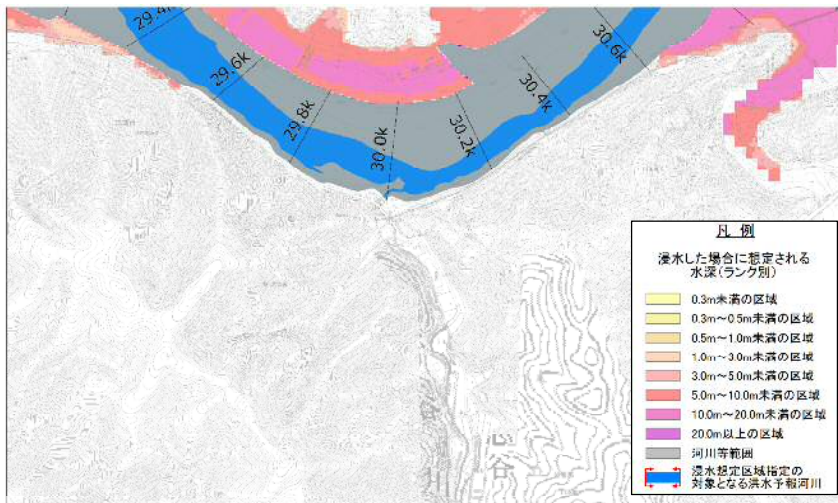 29.4k
29.6k
29.8k
30.0k
30.2k
30.4k
30.6k
谷
川
谷
凡 例
浸水した場合に想定される
水深(ランク別)
0.3m未満の区域
0.3m～0.5m未満の区域
0.5m～1.0m未満の区域
1.0m～3.0m未満の区域
3.0m～5.0m未満の区域
5.0m～10.0m未満の区域
10.0m～20.0m未満の区域
20.0m以上の区域
河川等範囲
浸水想定区域指定の
対象となる洪水予報河川